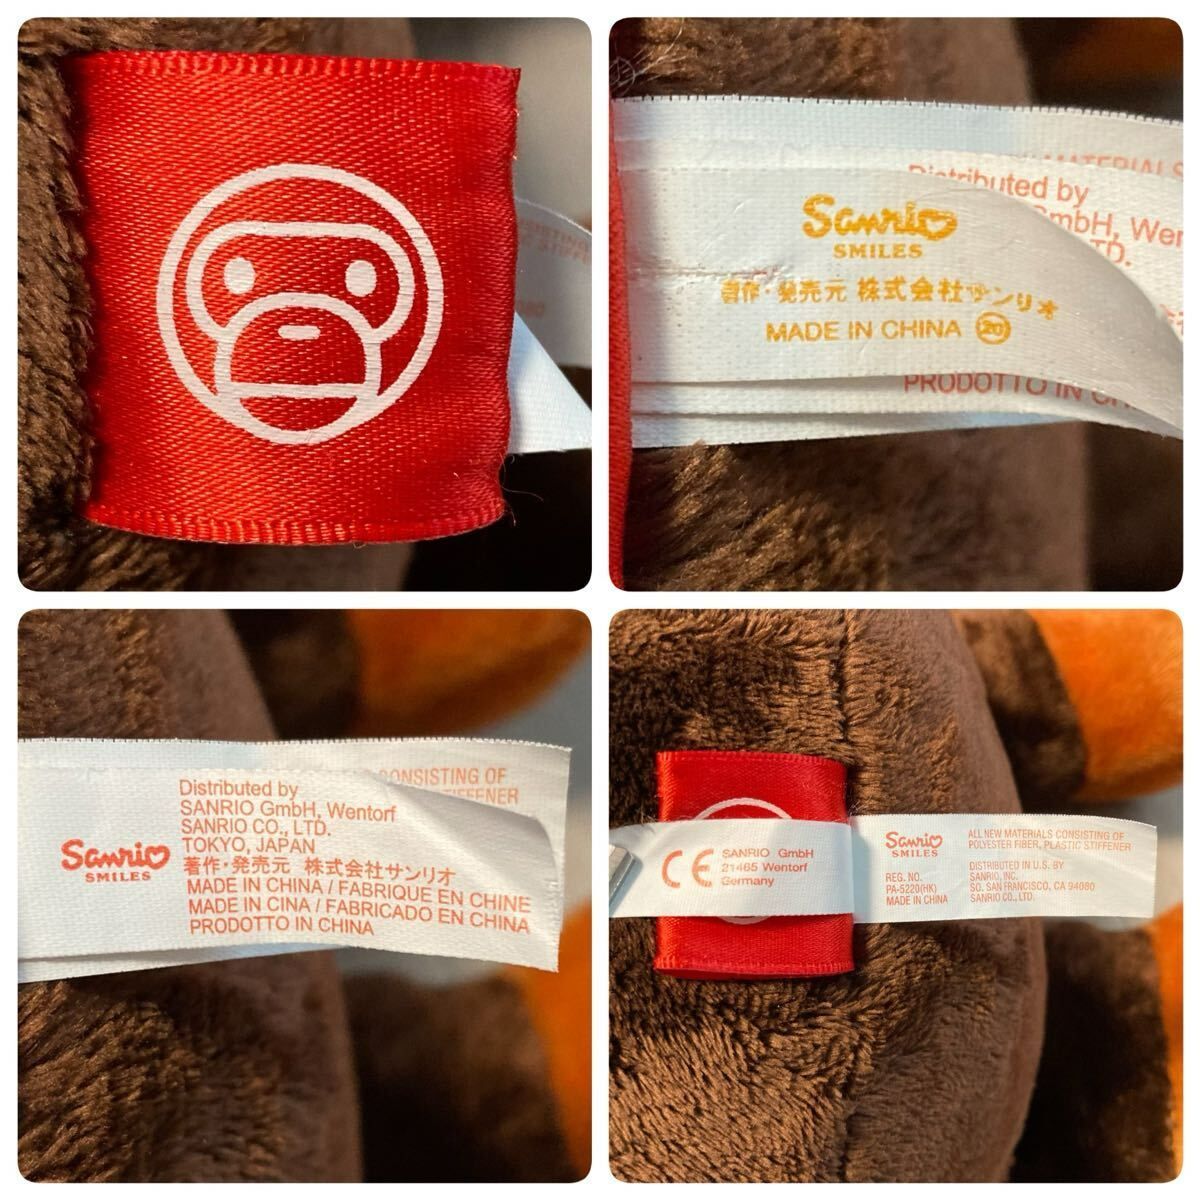 MATERIALS
Distributed by
GmbH, Wen
LTD.
Sanrio
SMILES
著作・発売元 株式会社サンリオ
MADE IN CHINA 20
PRODOTTO IN CHI
CONSISTING OF
STIFFENER
Distributed by
SANRIO GmbH, Wentorf
SANRIO CO., LTD.
TOKYO, JAPAN
Sanrio
SMILES
著作・発売元 株式会社サンリオ
MADE IN CHINA / FABRIQUE EN CHINE
MADE IN CINA / FABRICADO EN CHINA
PRODOTTO IN CHINA
CE
SANRIO GmbH
21465 Wentorf
Germany
Sanrio
SMILES
REG. NO.
PA-5220(HK)
MADE IN CHINA
ALL NEW MATERIALS CONSISTING OF
POLYESTER FIBER, PLASTIC STIFFENER
DISTRIBUTED IN U.S. BY
SANRIO, INC.
SO. SAN FRANCISCO, CA 94080
SANRIO CO., LTD.